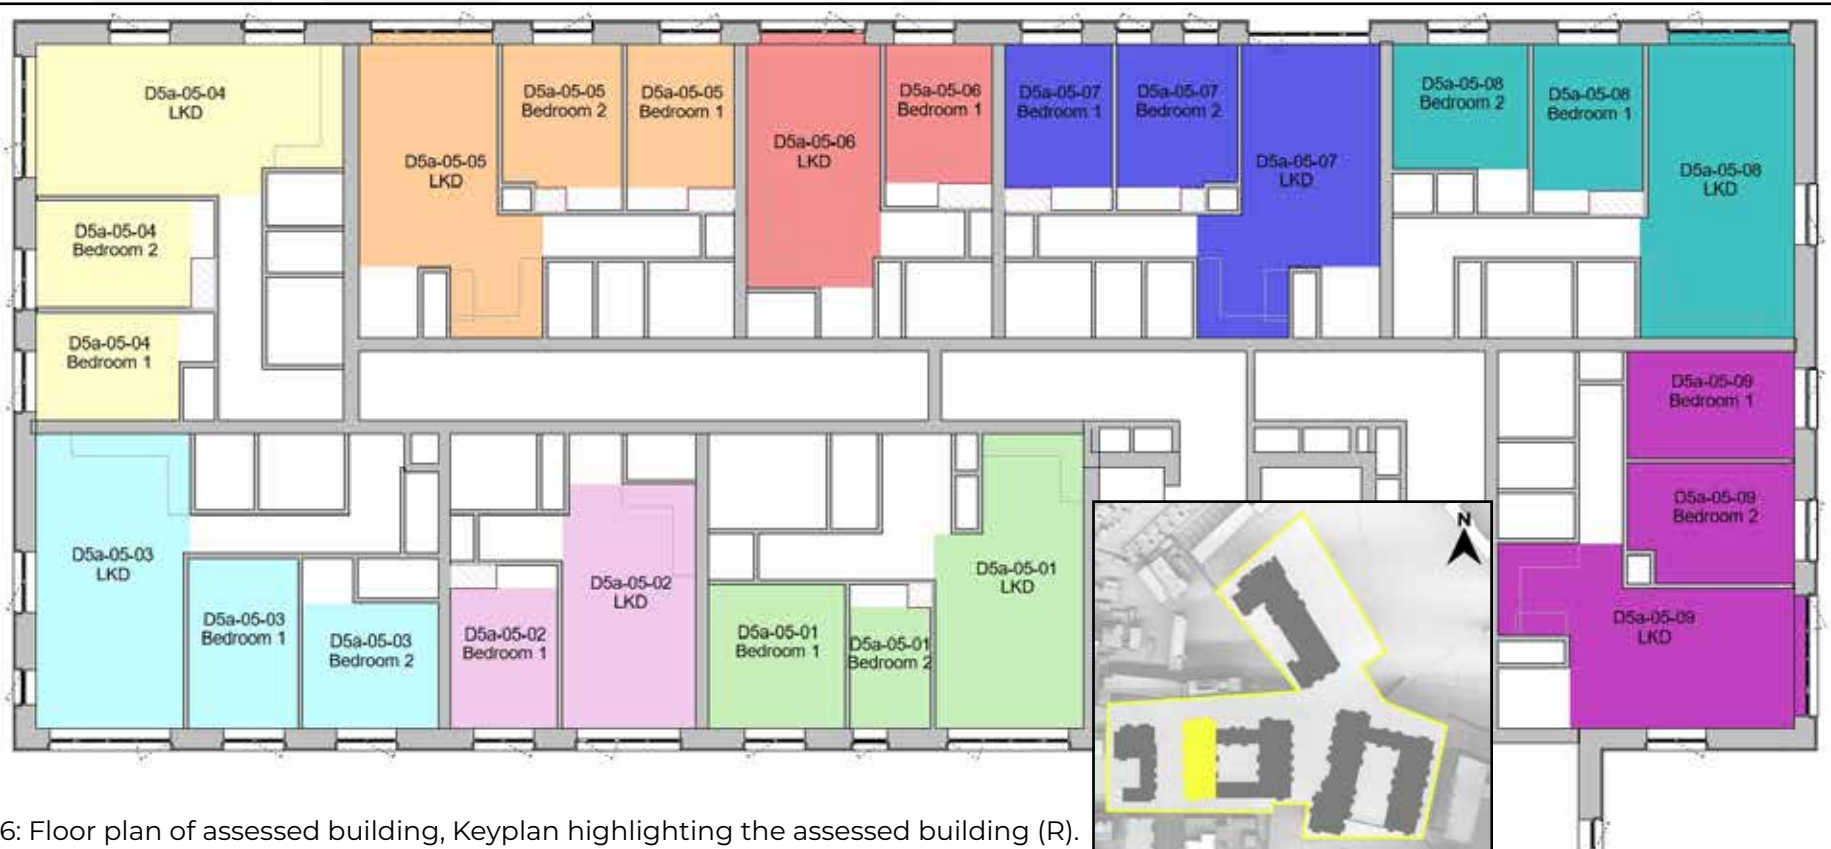 D5a-05-04
LKD
D5a-05-05
LKD
D5a-05-05
Bedroom 2
D5a-05-05
Bedroom 1
D5a-05-06
LKD
D5a-05-06
Bedroom 1
D5a-05-07
Bedroom 1
D5a-05-07
Bedroom 2
D5a-05-07
LKD
D5a-05-08
Bedroom 2
D5a-05-08
Bedroom 1
D5a-05-08
LKD
D5a-05-04
Bedroom 2
D5a-05-04
Bedroom 1
D5a-05-09
Bedroom 1
D5a-05-09
Bedroom 2
D5a-05-09
LKD
D5a-05-03
LKD
D5a-05-03
Bedroom 1
D5a-05-03
Bedroom 2
D5a-05-02
Bedroom 1
D5a-05-02
LKD
D5a-05-01
Bedroom 1
D5a-05-01
Bedroom 2
D5a-05-01
LKD
N
6: Floor plan of assessed building, Keyplan highlighting the assessed building (R).